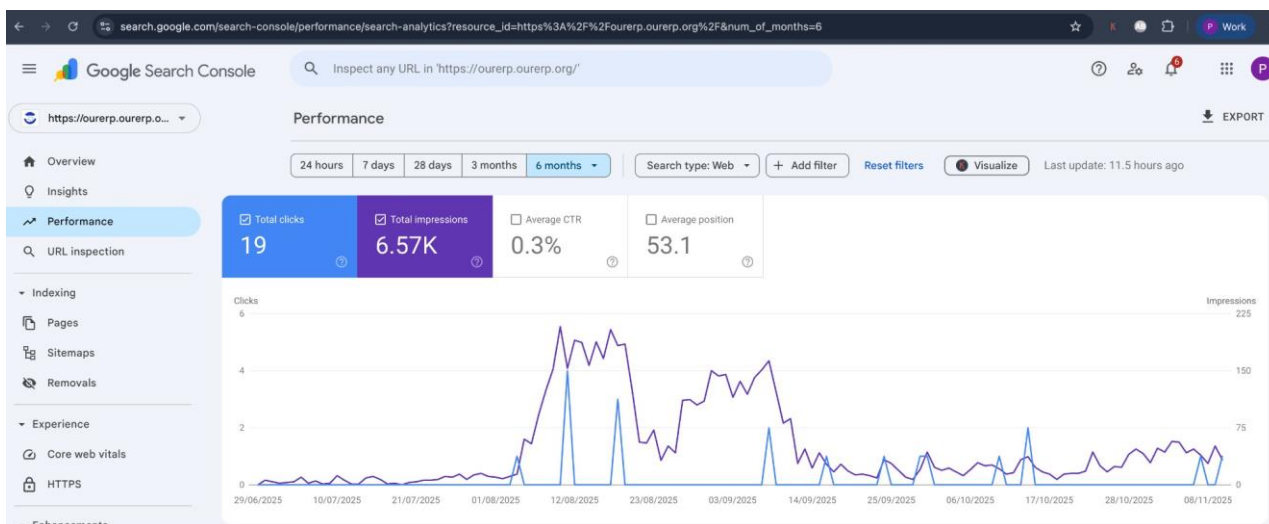 search.google.com/search-console/performance/search-analytics?resource_id=https%3A%2F%2Fourerp.ourerp.org%2F&num_of_months=6
K
P Work
Google Search Console
Inspect any URL in 'https://ourerp.ourerp.org/'
6
P
https://ourerp.ourerp.o...
Performance
EXPORT
Overview
24 hours 7 days 28 days 3 months 6 months
Search type: Web
+ Add filter
Reset filters
Visualize
Last update: 11.5 hours ago
Insights
Performance
URL inspection
Total clicks
19
Total impressions
6.57K
Average CTR
0.3%
Average position
53.1
Indexing
Pages
Sitemaps
Removals
Experience
Core web vitals
HTTPS
Enhancements
Clicks
Impressions
6
225
4
150
2
75
0
0
29/06/2025 10/07/2025 21/07/2025 01/08/2025 12/08/2025 23/08/2025 03/09/2025 14/09/2025 25/09/2025 06/10/2025 17/10/2025 28/10/2025 08/11/2025